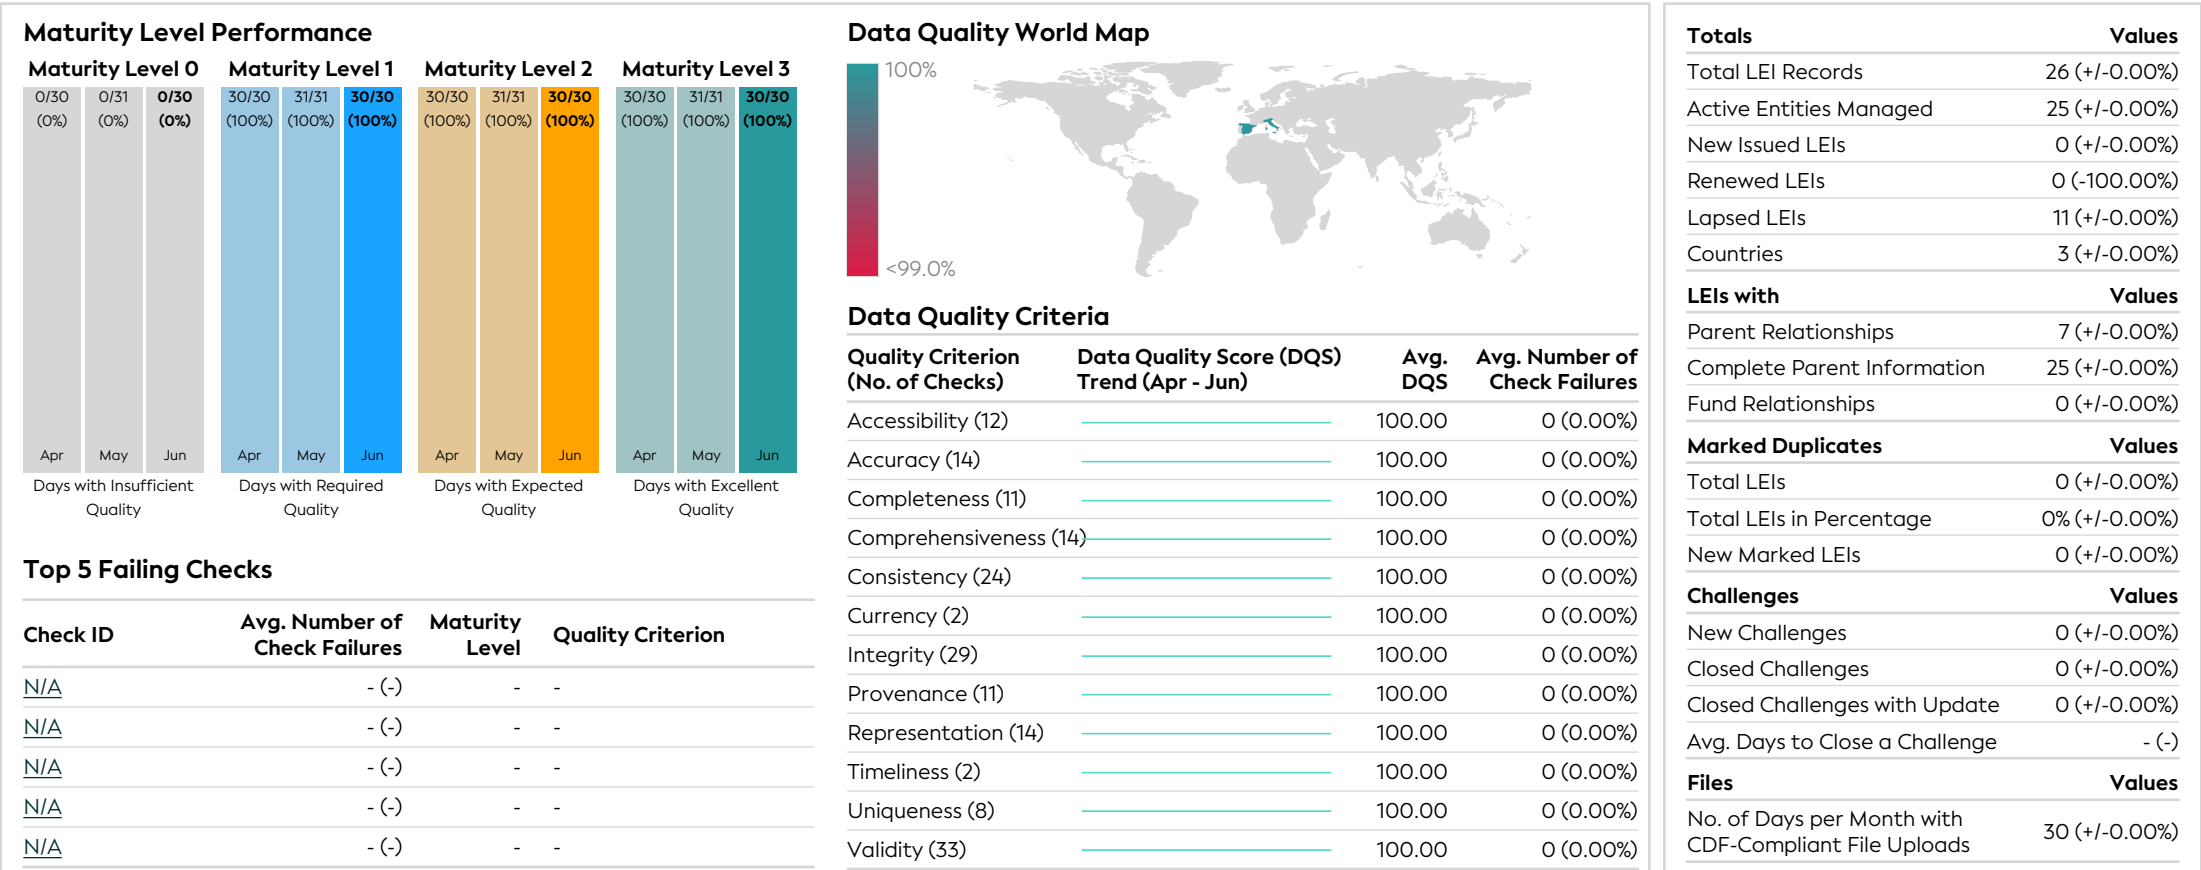 Maturity Level Performance
Maturity Level 0 Maturity Level 1 Maturity Level 2 Maturity Level 3
0/30 0/31 0/30 30/30 31/31 30/30 30/30 31/31 30/30 30/30 31/31 30/30
(0%) (0%) (0%) (100%) (100%) (100%) (100%) (100%) (100%) (100%) (100%) (100%)
Apr May Jun Apr May Jun Apr May Jun Apr May Jun
Days with Insufficient Days with Required Days with Expected Days with Excellent
Quality Quality Quality Quality
Top 5 Failing Checks
Check ID Avg. Number of Check Failures Maturity Level Quality Criterion
N/A - (-) - -
N/A - (-) - -
N/A - (-) - -
N/A - (-) - -
N/A - (-) - -
Data Quality World Map
100%
<99.0%
Data Quality Criteria
Quality Criterion Data Quality Score (DQS) Avg. Avg. Number of
(No. of Checks) Trend (Apr - Jun) DQS Check Failures
Accessibility (12) 100.00 0 (0.00%)
Accuracy (14) 100.00 0 (0.00%)
Completeness (11) 100.00 0 (0.00%)
Comprehensiveness (14) 100.00 0 (0.00%)
Consistency (24) 100.00 0 (0.00%)
Currency (2) 100.00 0 (0.00%)
Integrity (29) 100.00 0 (0.00%)
Provenance (11) 100.00 0 (0.00%)
Representation (14) 100.00 0 (0.00%)
Timeliness (2) 100.00 0 (0.00%)
Uniqueness (8) 100.00 0 (0.00%)
Validity (33) 100.00 0 (0.00%)
Totals Values
Total LEI Records 26 (+/-0.00%)
Active Entities Managed 25 (+/-0.00%)
New Issued LEIs 0 (+/-0.00%)
Renewed LEIs 0 (-100.00%)
Lapsed LEIs 11 (+/-0.00%)
Countries 3 (+/-0.00%)
LEIs with Values
Parent Relationships 7 (+/-0.00%)
Complete Parent Information 25 (+/-0.00%)
Fund Relationships 0 (+/-0.00%)
Marked Duplicates Values
Total LEIs 0 (+/-0.00%)
Total LEIs in Percentage 0% (+/-0.00%)
New Marked LEIs 0 (+/-0.00%)
Challenges Values
New Challenges 0 (+/-0.00%)
Closed Challenges 0 (+/-0.00%)
Closed Challenges with Update 0 (+/-0.00%)
Avg. Days to Close a Challenge - (-)
Files Values
No. of Days per Month with
CDF-Compliant File Uploads 30 (+/-0.00%)